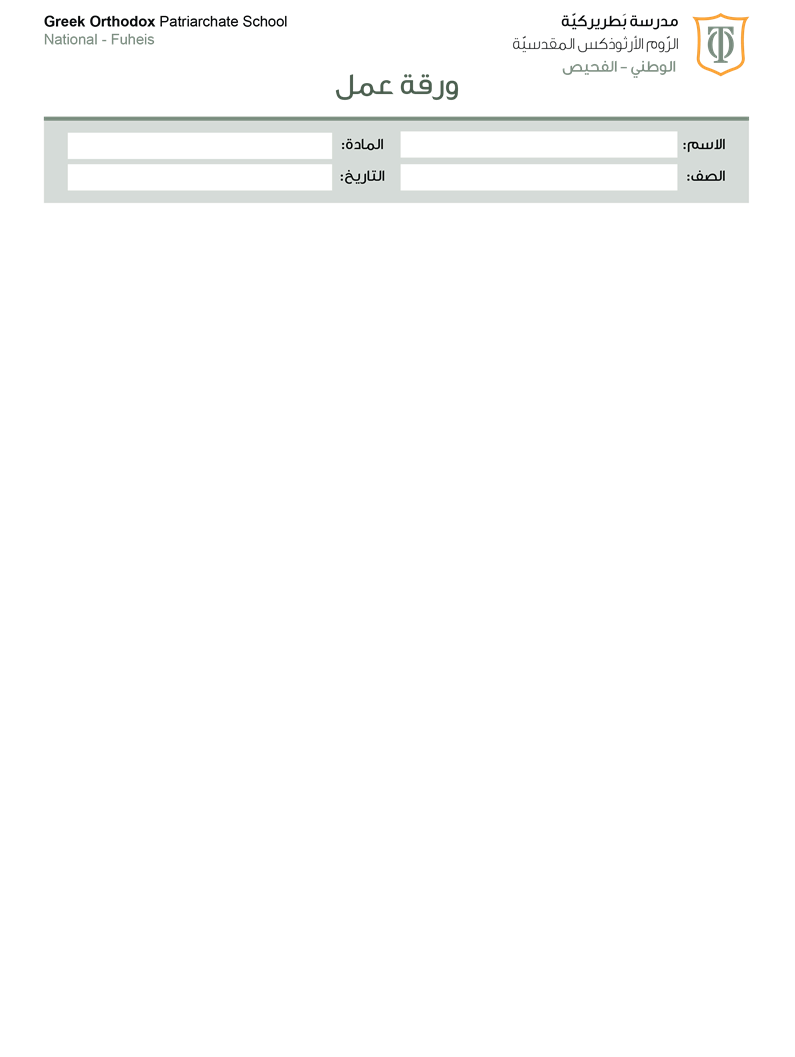 Greek Orthodox Patriarchate School
National - Fuheis
مدرسة بَطريركيّة
الرّوم الأرثوذكس المقدسيّة
الوطني - الفحيص
ورقة عمل
الاسم:
المادة:
الصف:
التاريخ: